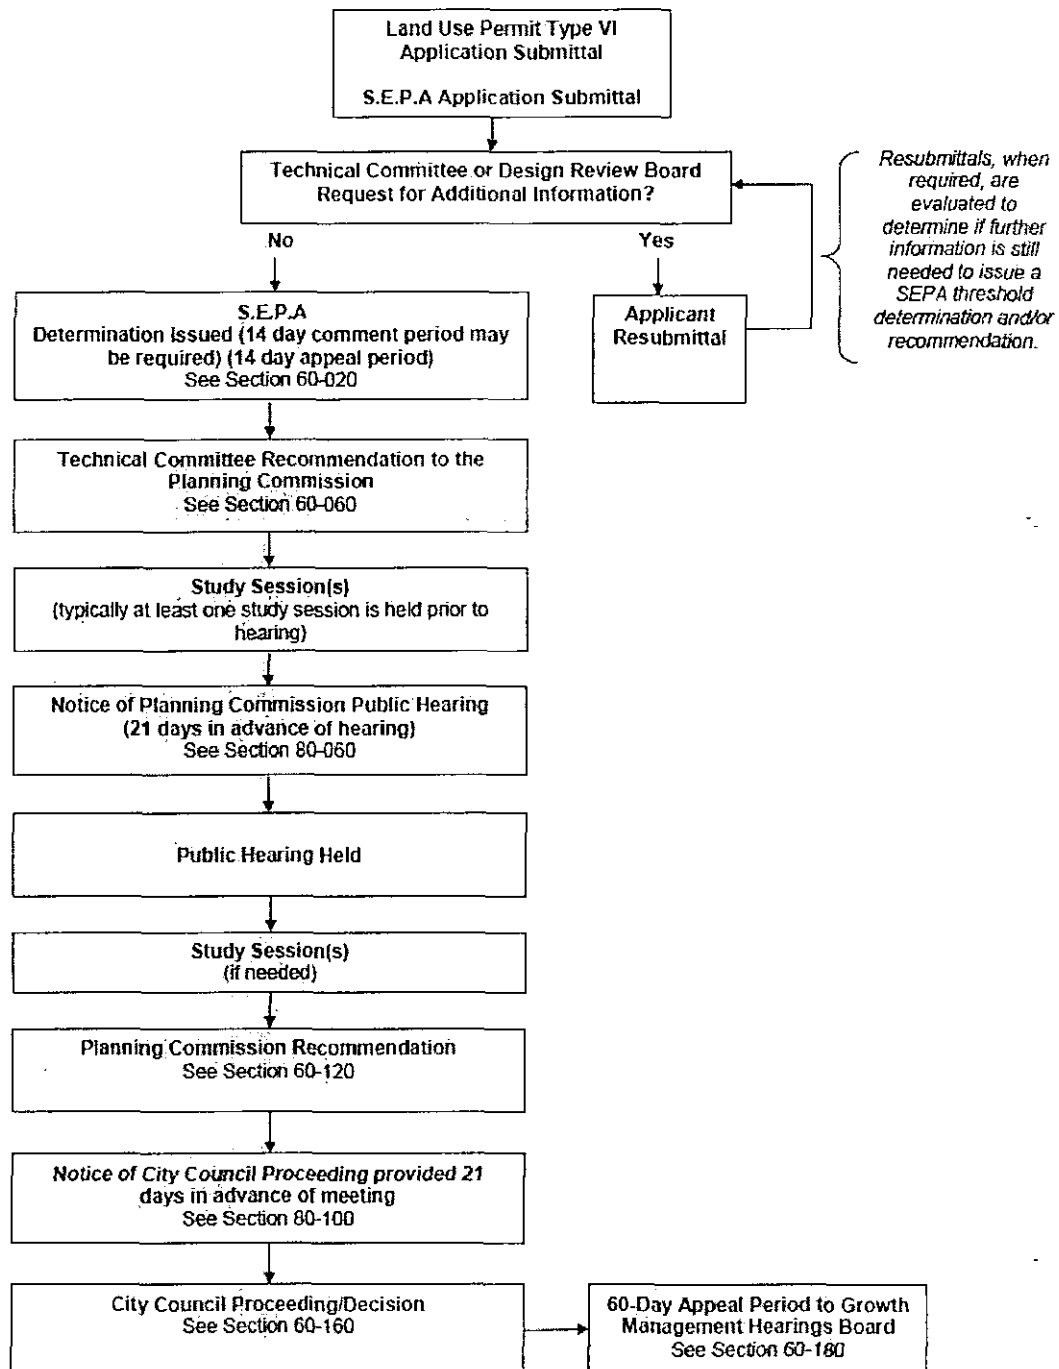 Land Use Permit Type VI
Application Submittal
S.E.P.A Application Submittal
Technical Committee or Design Review Board
Request for Additional Information?
No
Yes
Resubmittals, when
required, are
evaluated to
determine if further
information is still
needed to issue a
SEPA threshold
determination and/or
recommendation.
Applicant
Resubmittal
S.E.P.A
Determination Issued (14 day comment period may
be required) (14 day appeal period)
See Section 60-020
Technical Committee Recommendation to the
Planning Commission
See Section 60-060
Study Session(s)
(typically at least one study session is held prior to
hearing)
Notice of Planning Commission Public Hearing
(21 days in advance of hearing)
See Section 80-060
Public Hearing Held
Study Session(s)
(if needed)
Planning Commission Recommendation
See Section 60-120
Notice of City Council Proceeding provided 21
days in advance of meeting
See Section 80-100
City Council Proceeding/Decision
See Section 60-160
60-Day Appeal Period to Growth
Management Hearings Board
See Section 60-180